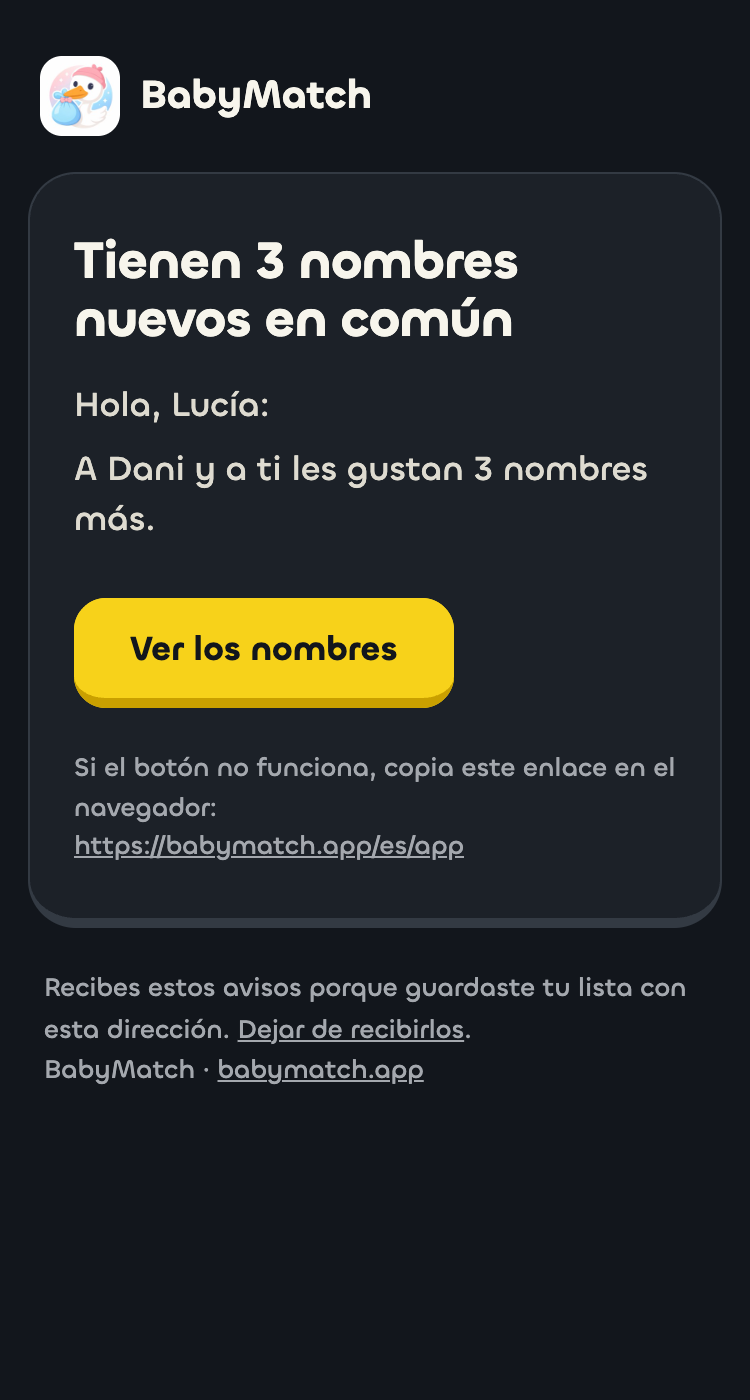 BabyMatch
Tienen 3 nombres
nuevos en común
Hola, Lucía:
A Dani y a ti les gustan 3 nombres
más.
Ver los nombres
Si el botón no funciona, copia este enlace en el
navegador:
https://babymatch.app/es/app
Recibes estos avisos porque guardaste tu lista con
esta dirección. Dejar de recibirlos.
BabyMatch · babymatch.app